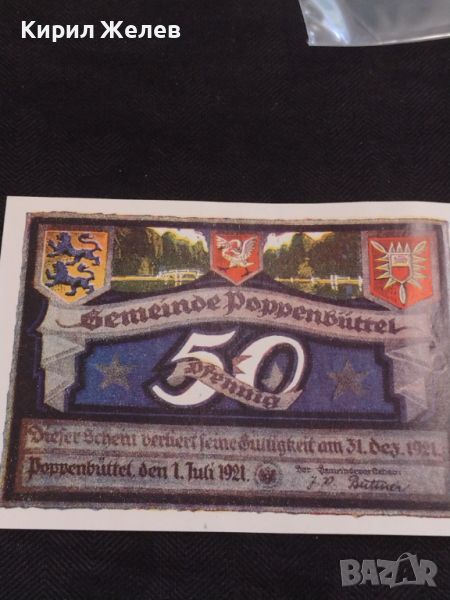 Кирил Желев
Gemeinde Poppenbüttel
50
Pfennig
Dieser Schein verliert seine Gültigkeit am 31. Dez. 1921.
Poppenbüttel, den 1. Juli 1921.
Der Gemeindevorsteher
BAZAR